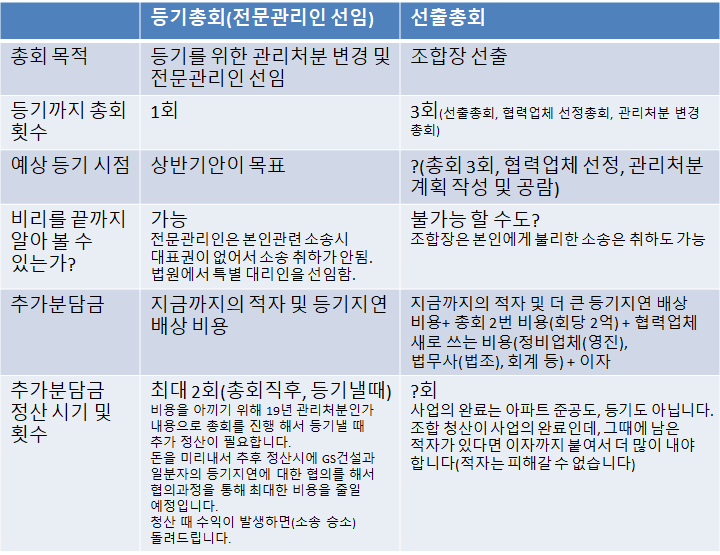 등기총회(전문관리인 선임)
선출총회
총회 목적
등기를 위한 관리처분 변경 및
전문관리인 선임
조합장 선출
등기까지 총회
횟수
1회
3회(선출총회, 협력업체 선정총회, 관리처분 변경
총회)
예상 등기 시점
상반기안이 목표
?(총회 3회, 협력업체 선정, 관리처분
계획 작성 및 공람)
비리를 끝까지
알아 볼 수
있는가?
가능
전문관리인은 본인관련 소송시
대표권이 없어서 소송 취하가 안됨.
법원에서 특별 대리인을 선임함.
불가능 할 수도?
조합장은 본인에게 불리한 소송은 취하도 가능
추가분담금
지금까지의 적자 및 등기지연
배상 비용
지금까지의 적자 및 더 큰 등기지연 배상
비용+ 총회 2번 비용(회당 2억) + 협력업체
새로 쓰는 비용(정비업체(영진),
법무사(법조), 회계 등) + 이자
추가분담금
정산 시기 및
횟수
최대 2회(총회직후, 등기낼때)
비용을 아끼기 위해 19년 관리처분인가
내용으로 총회를 진행 해서 등기낼 때
추가 정산이 필요합니다.
돈을 미리내서 추후 정산시에 GS건설과
일분자의 등기지연에 대한 협의를 해서
협의과정을 통해 최대한 비용을 줄일
예정입니다.
청산 때 수익이 발생하면(소송 승소)
돌려드립니다.
?회
사업의 완료는 아파트 준공도, 등기도 아닙니다.
조합 청산이 사업의 완료인데, 그때에 남은
적자가 있다면 이자까지 붙여서 더 많이 내야
합니다(적자는 피해갈 수 없습니다)